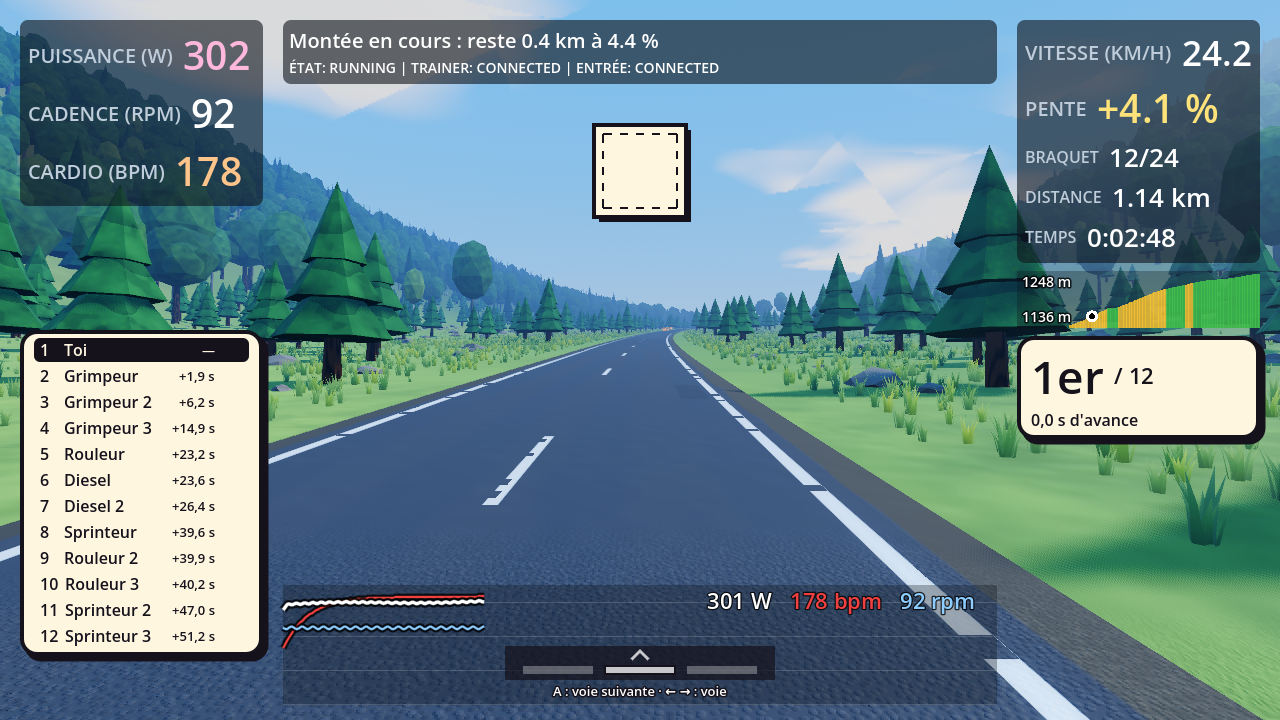 PUISSANCE (W) 302
CADENCE (RPM) 92
CARDIO (BPM) 178
Montée en cours : reste 0.4 km à 4.4 %
ÉTAT: RUNNING | TRAINER: CONNECTED | ENTRÉE: CONNECTED
VITESSE (KM/H) 24.2
PENTE +4.1 %
BRAQUET 12/24
DISTANCE 1.14 km
TEMPS 0:02:48
1248 m
1136 m
1er / 12
0,0 s d'avance
1 Toi —
2 Grimpeur +1,9 s
3 Grimpeur 2 +6,2 s
4 Grimpeur 3 +14,9 s
5 Rouleur +23,2 s
6 Diesel +23,6 s
7 Diesel 2 +26,4 s
8 Sprinteur +39,6 s
9 Rouleur 2 +39,9 s
10 Rouleur 3 +40,2 s
11 Sprinteur 2 +47,0 s
12 Sprinteur 3 +51,2 s
301 W 178 bpm 92 rpm
A : voie suivante · ← → : voie